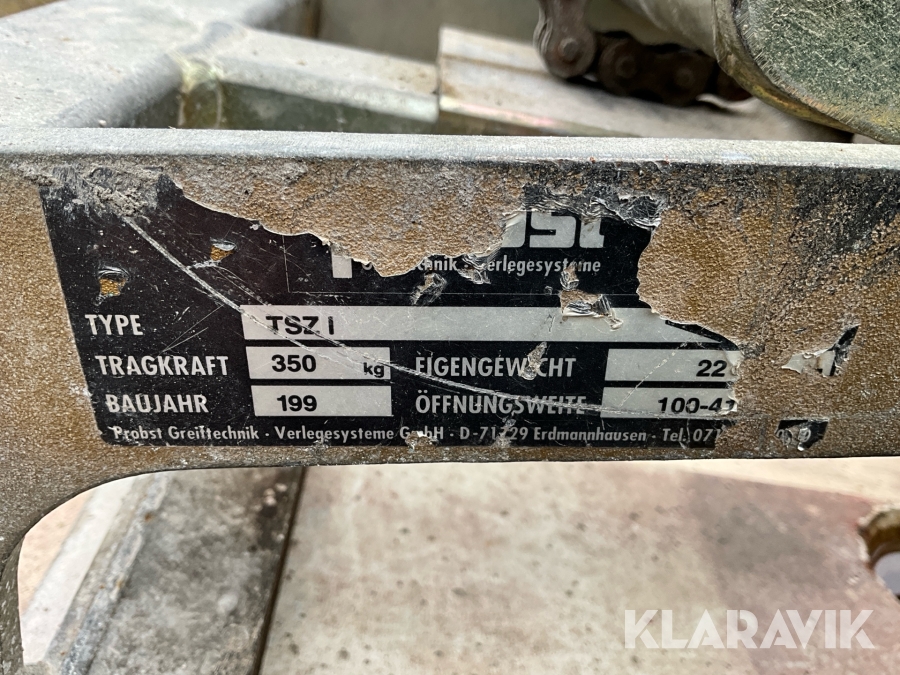 TYPE TSZ I
TRAGKRAFT 350 kg EIGENGEWICHT 22
BAUJAHR 199 ÖFFNUNGSWEITE 100-4
Probst Greiftechnik · Verlegesysteme GmbH · D-71729 Erdmannhausen · Tel. 071
KLARAVIK